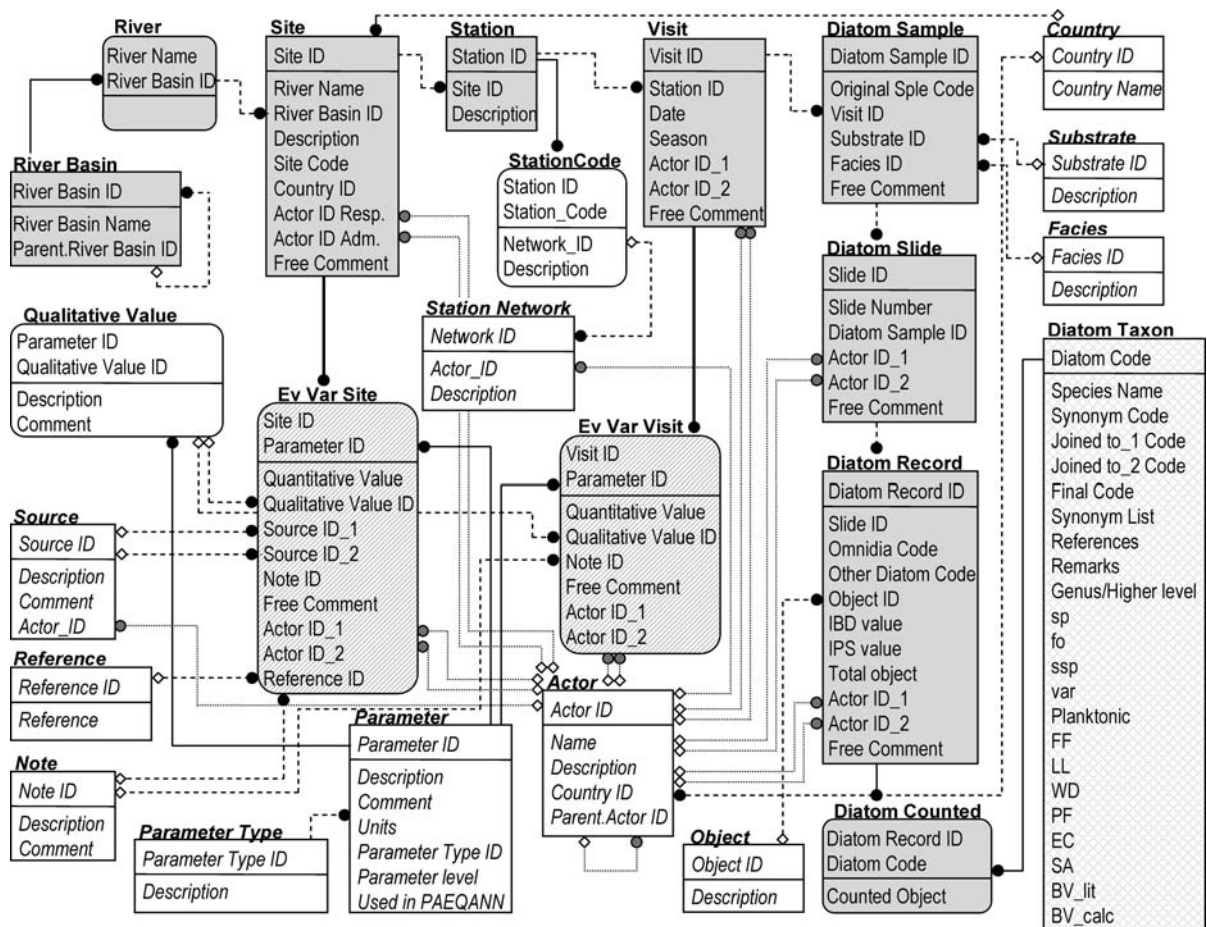 River
River Name
River Basin ID
River Basin
River Basin ID
River Basin Name
Parent.River Basin ID
Site
Site ID
River Name
River Basin ID
Description
Site Code
Country ID
Actor ID Resp.
Actor ID Adm.
Free Comment
Station
Station ID
Site ID
Description
StationCode
Station ID
Station_Code
Network_ID
Description
Station Network
Network ID
Actor_ID
Description
Visit
Visit ID
Station ID
Date
Season
Actor ID_1
Actor ID_2
Free Comment
Diatom Sample
Diatom Sample ID
Original Sple Code
Visit ID
Substrate ID
Facies ID
Free Comment
Country
Country ID
Country Name
Substrate
Substrate ID
Description
Facies
Facies ID
Description
Diatom Slide
Slide ID
Slide Number
Diatom Sample ID
Actor ID_1
Actor ID_2
Free Comment
Qualitative Value
Parameter ID
Qualitative Value ID
Description
Comment
Ev Var Site
Site ID
Parameter ID
Quantitative Value
Qualitative Value ID
Source ID_1
Source ID_2
Note ID
Free Comment
Actor ID_1
Actor ID_2
Reference ID
Ev Var Visit
Visit ID
Parameter ID
Quantitative Value
Qualitative Value ID
Note ID
Free Comment
Actor ID_1
Actor ID_2
Diatom Record
Diatom Record ID
Slide ID
Omnidia Code
Other Diatom Code
Object ID
IBD value
IPS value
Total object
Actor ID_1
Actor ID_2
Free Comment
Diatom Taxon
Diatom Code
Species Name
Synonym Code
Joined to_1 Code
Joined to_2 Code
Final Code
Synonym List
References
Remarks
Genus/Higher level
sp
fo
ssp
var
Planktonic
FF
LL
WD
PF
EC
SA
BV_lit
BV_calc
Source
Source ID
Description
Comment
Actor_ID
Reference
Reference ID
Reference
Note
Note ID
Description
Comment
Parameter Type
Parameter Type ID
Description
Parameter
Parameter ID
Description
Comment
Units
Parameter Type ID
Parameter level
Used in PAEQANN
Actor
Actor ID
Name
Description
Country ID
Parent.Actor ID
Object
Object ID
Description
Diatom Counted
Diatom Record ID
Diatom Code
Counted Object